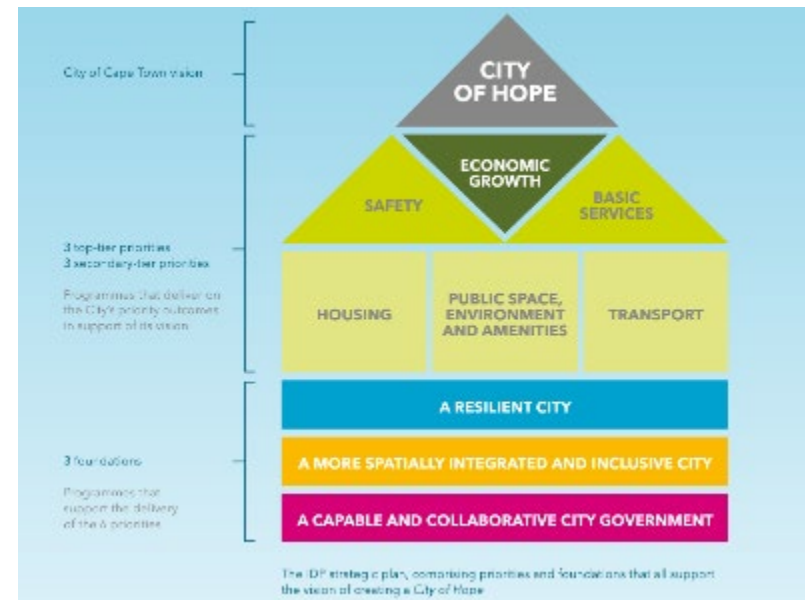 City of Cape Town vision
CITY
OF HOPE
ECONOMIC
GROWTH
SAFETY
BASIC
SERVICES
3 top-tier priorities
3 secondary-tier priorities
Programmes that deliver on
the City's priority outcomes
in support of its vision
HOUSING
PUBLIC SPACE,
ENVIRONMENT
AND AMENITIES
TRANSPORT
A RESILIENT CITY
3 foundations
A MORE SPATIALLY INTEGRATED AND INCLUSIVE CITY
Programmes that
support the delivery
of the 6 priorities
A CAPABLE AND COLLABORATIVE CITY GOVERNMENT
The IDP strategic plan, comprising priorities and foundations that all support
the vision of creating a City of Hope